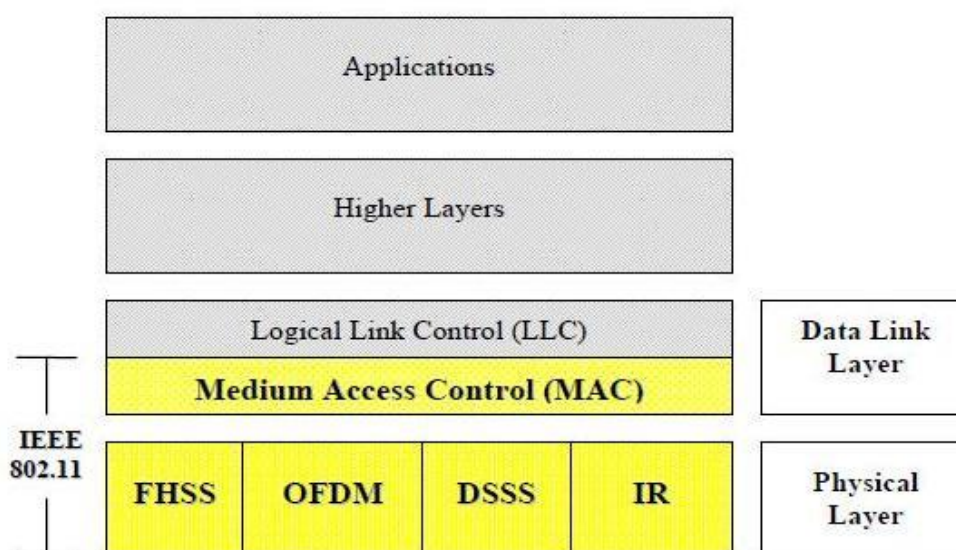 Applications
Higher Layers
Logical Link Control (LLC)
Data Link
Layer
Medium Access Control (MAC)
IEEE
802.11
FHSS OFDM DSSS IR
Physical
Layer